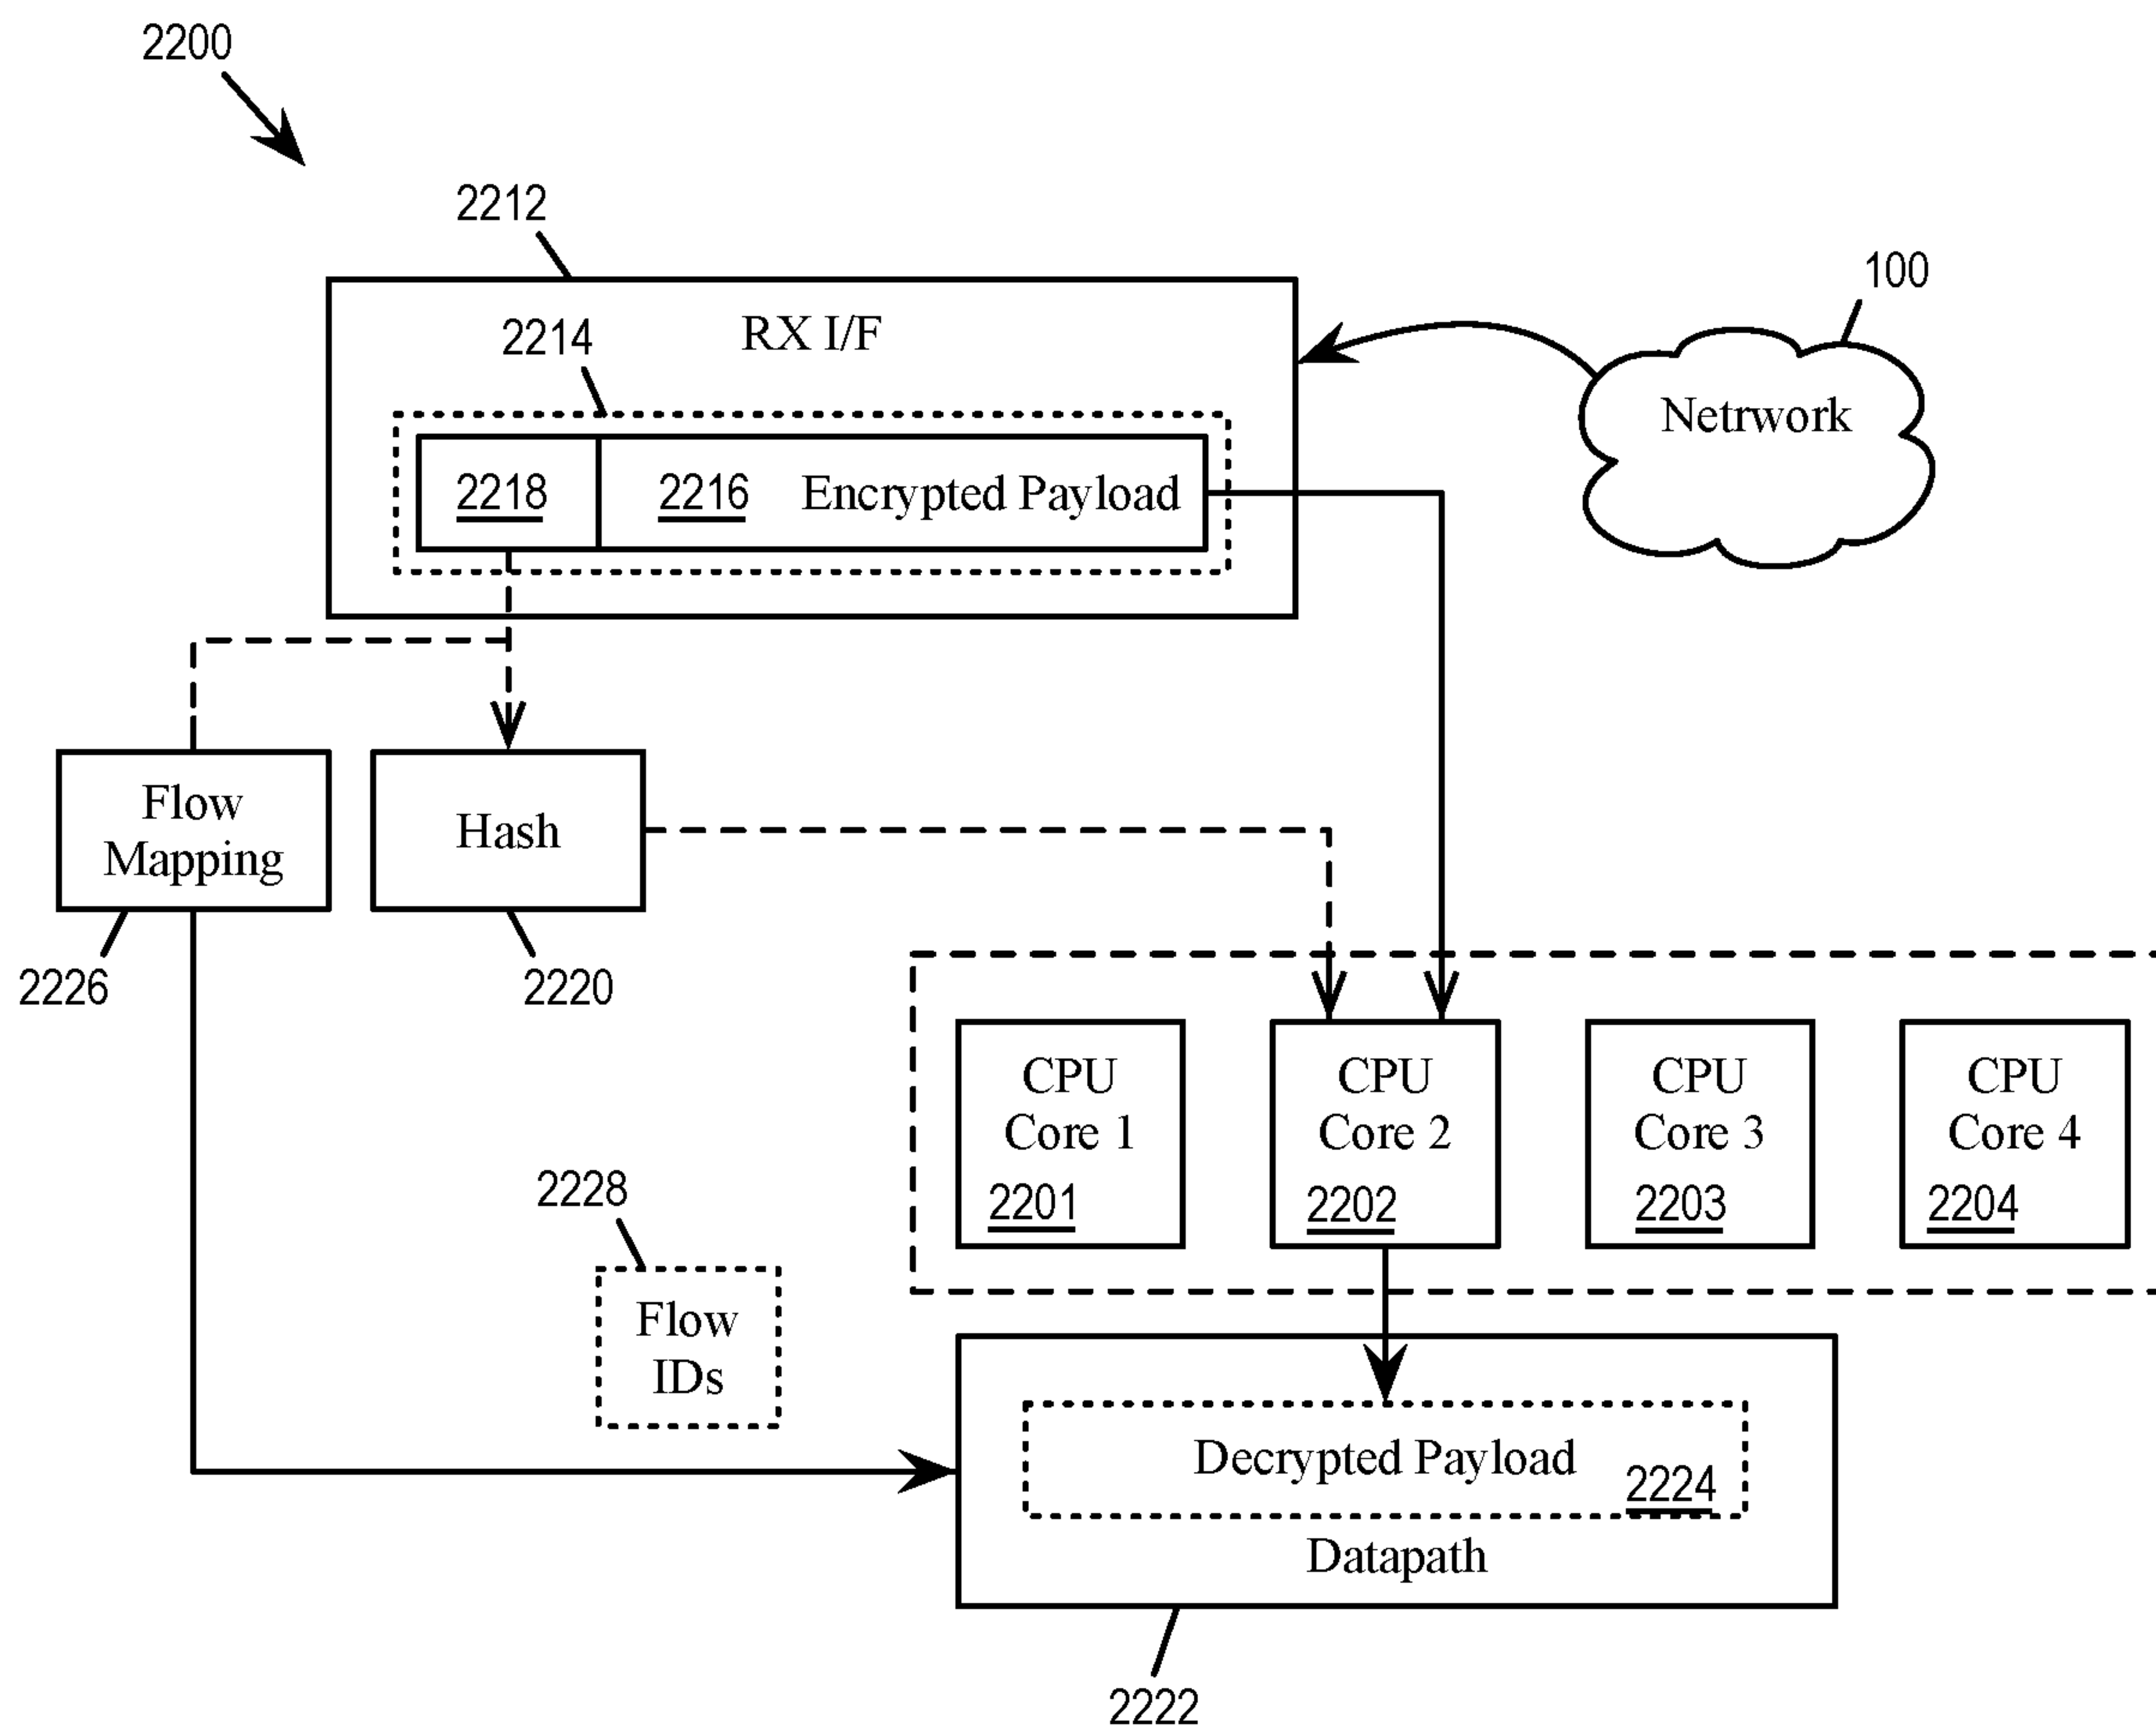 2200
2212
100
2214
RX I/F
Netrwork
2218
2216
Encrypted Payload
Flow
Mapping
Hash
2226
2220
CPU
Core 1
2201
CPU
Core 2
2202
CPU
Core 3
2203
CPU
Core 4
2204
2228
Flow
IDs
Decrypted Payload
2224
Datapath
2222